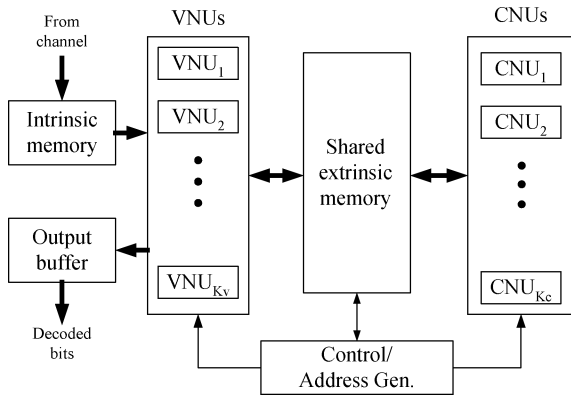 From
channel
VNUs
CNUs
VNU1
CNU1
Intrinsic
memory
VNU2
CNU2
Shared
extrinsic
memory
Output
buffer
VNUKv
CNUKc
Decoded
bits
Control/
Address Gen.